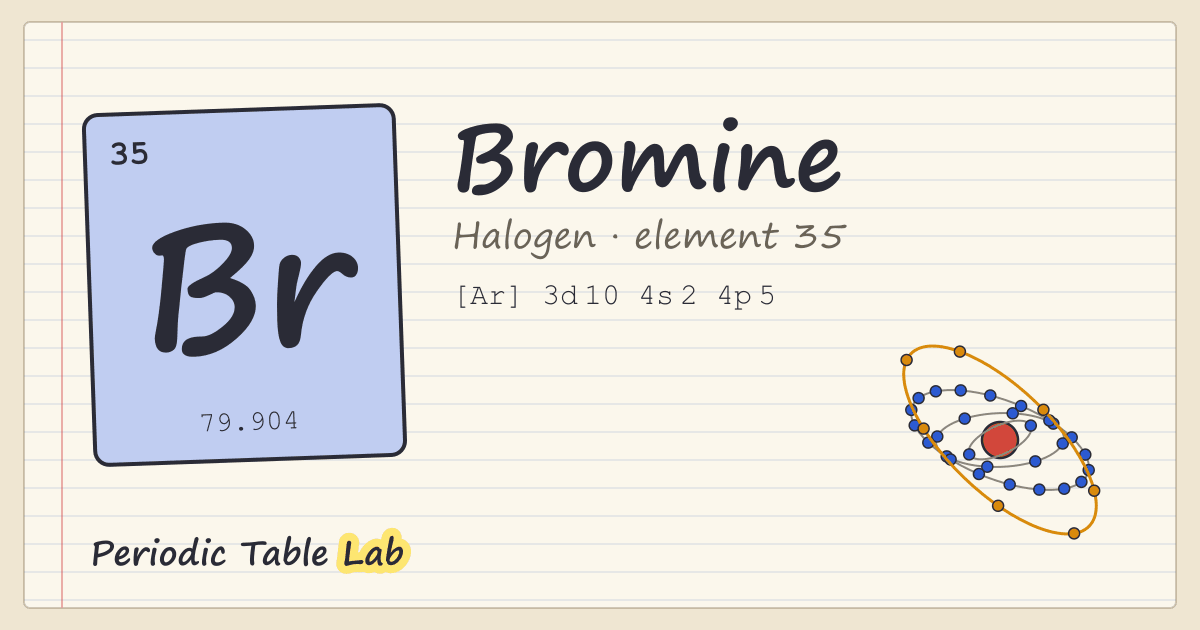 35
Br
79.904
Bromine
Halogen · element 35
[Ar] 3d10 4s2 4p5
Periodic Table Lab